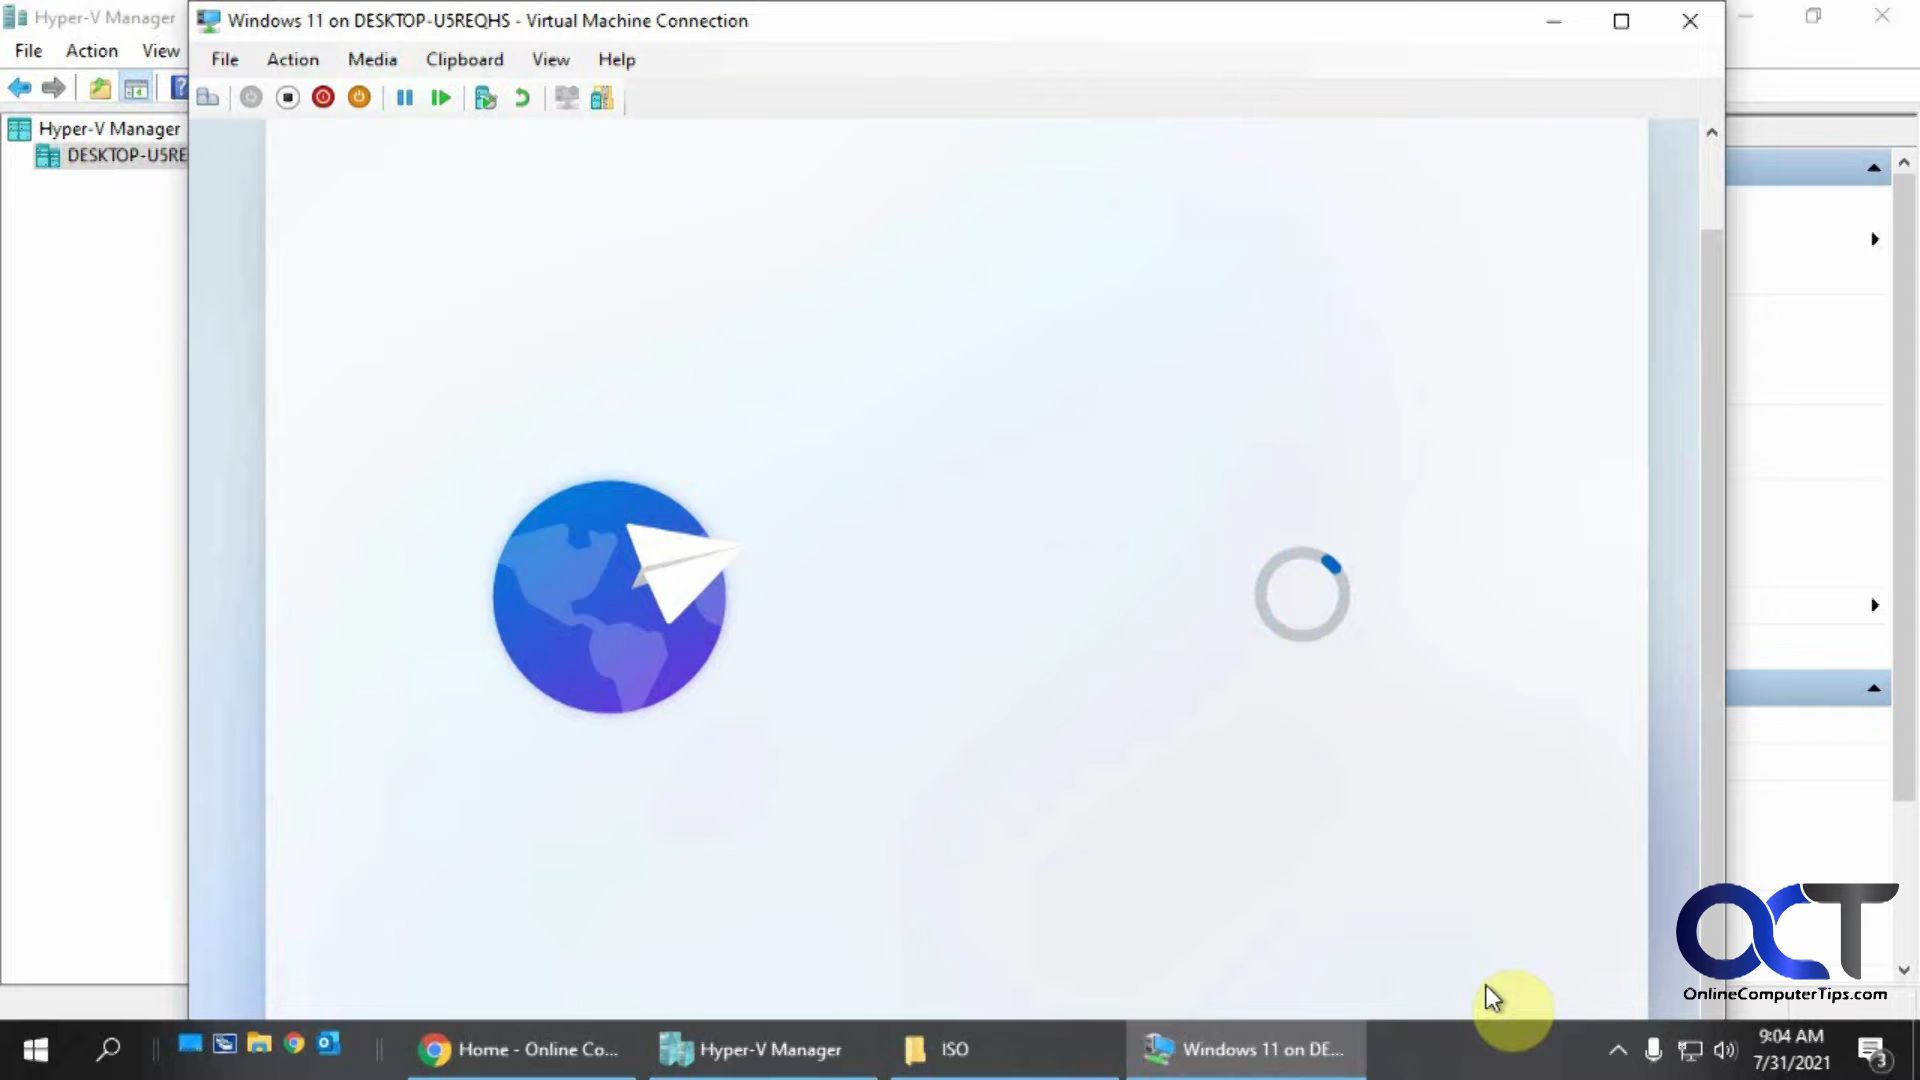 Hyper-V Manager
Windows 11 on DESKTOP-U5REQHS - Virtual Machine Connection
File Action View
File Action Media Clipboard View Help
Hyper-V Manager
DESKTOP-U5RE
OCT
OnlineComputerTips.com
Home - Online Co...
Hyper-V Manager
ISO
Windows 11 on DE...
9:04 AM
7/31/2021
3